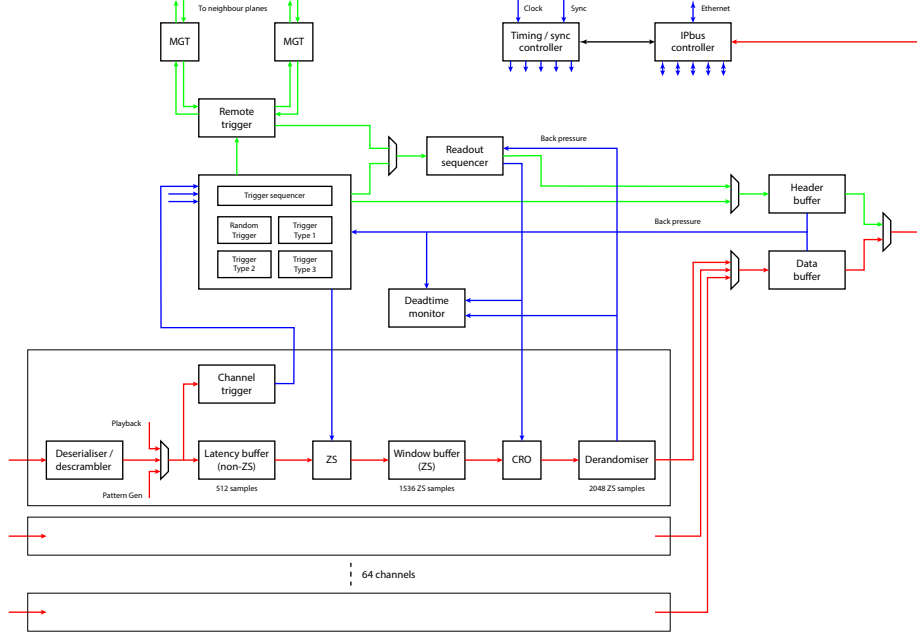 To neighbour planes
Clock
Sync
Ethernet
MGT
MGT
Timing / sync
controller
IPbus
controller
Remote
trigger
Back pressure
Readout
sequencer
Trigger sequencer
Random
Trigger
Trigger
Type 1
Trigger
Type 2
Trigger
Type 3
Header
buffer
Back pressure
Data
buffer
Deadtime
monitor
Channel
trigger
Playback
Deserialiser /
descrambler
Latency buffer
(non-ZS)
ZS
Window buffer
(ZS)
CRO
Derandomiser
Pattern Gen
512 samples
1536 ZS samples
2048 ZS samples
64 channels